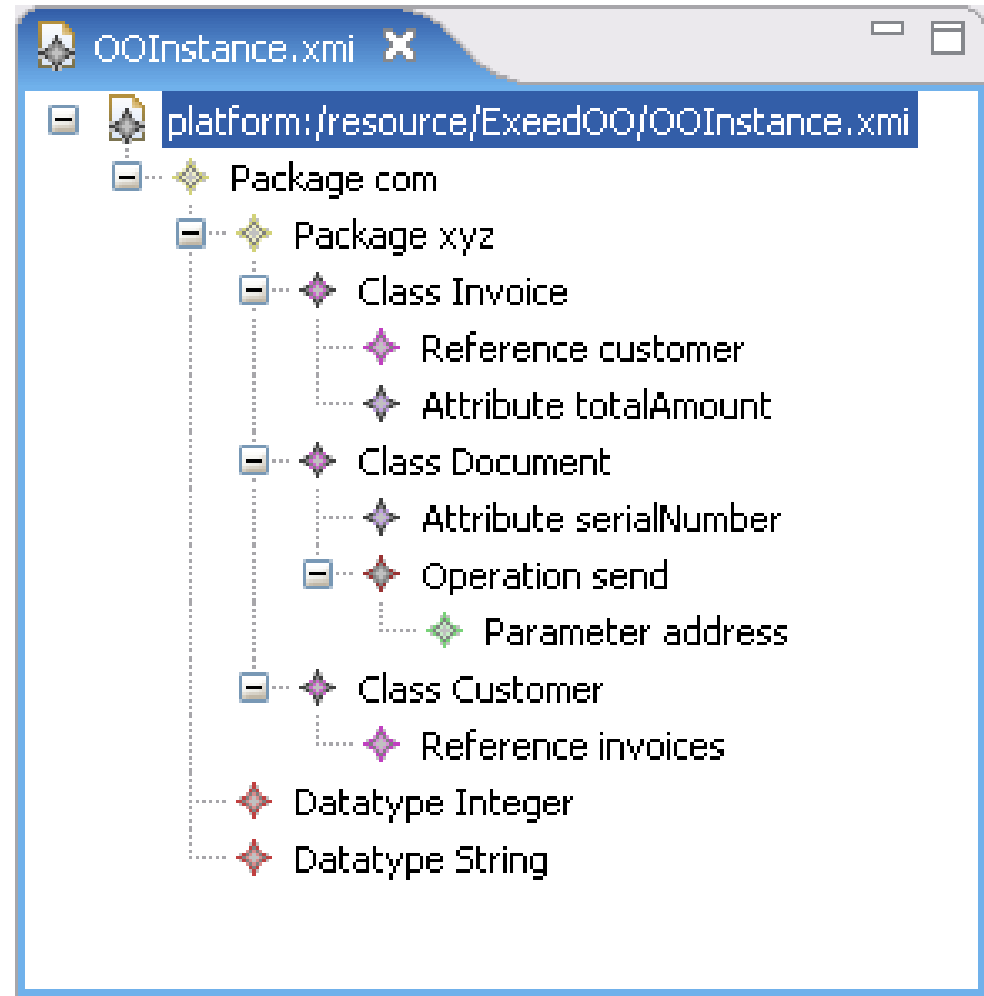 OOInstance.xmi
platform:/resource/ExeedOO/OOInstance.xmi
Package com
Package xyz
Class Invoice
Reference customer
Attribute totalAmount
Class Document
Attribute serialNumber
Operation send
Parameter address
Class Customer
Reference invoices
Datatype Integer
Datatype String